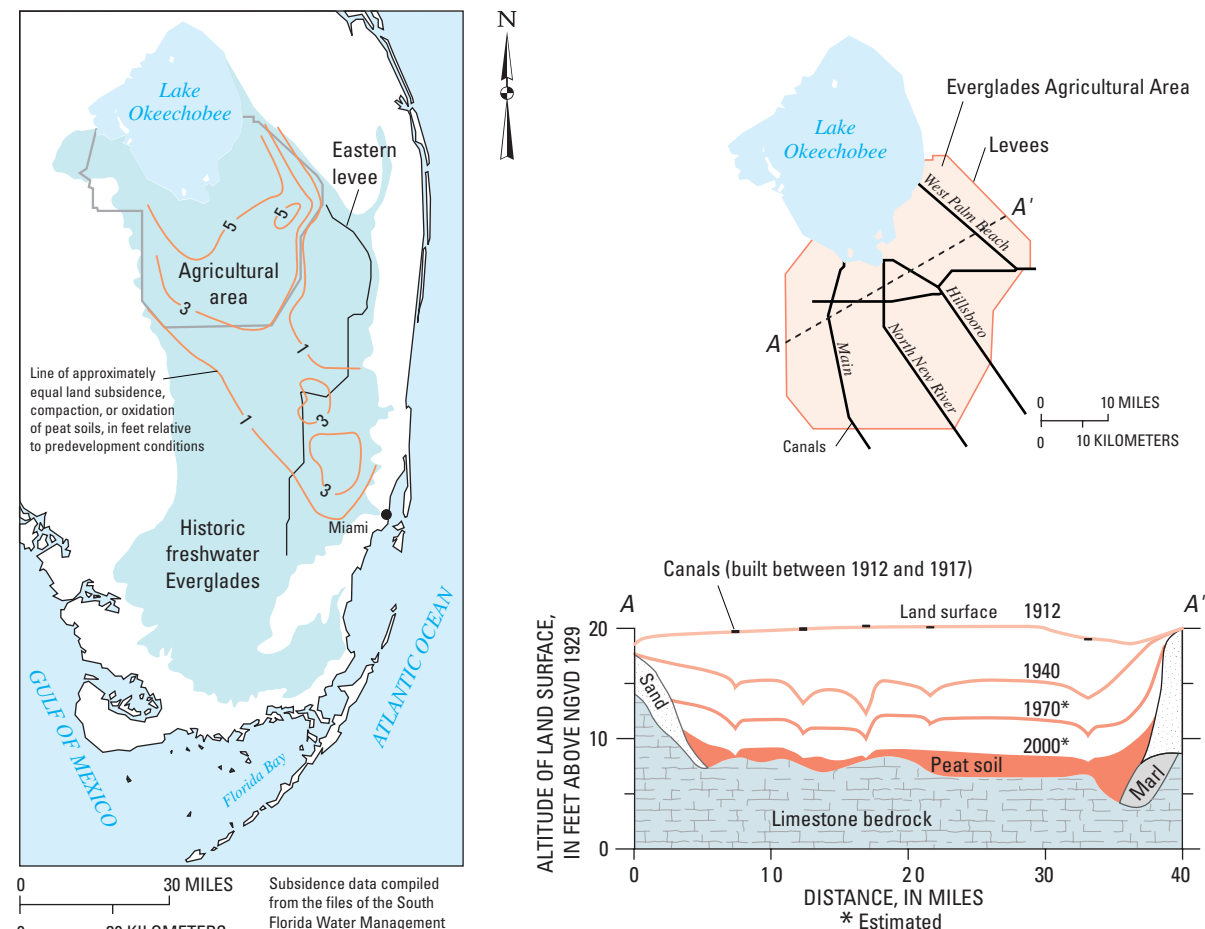 N
Lake
Okeechobee
Eastern
levee
5
5
Agricultural
area
3
1
Line of approximately
equal land subsidence,
compaction, or oxidation
of peat soils, in feet relative
to predevelopment conditions
1
3
3
Miami
Historic
freshwater
Everglades
GULF OF MEXICO
Florida Bay
ATLANTIC OCEAN
0 30 MILES
Subsidence data compiled
from the files of the South
Florida Water Management
Everglades Agricultural Area
Lake
Okeechobee
Levees
West Palm Beach
A'
A
Main
North New River
Hillsboro
Canals
0 10 MILES
0 10 KILOMETERS
Canals (built between 1912 and 1917)
A
Land surface
1912
A'
ALTITUDE OF LAND SURFACE,
IN FEET ABOVE NGVD 1929
20
10
0
Sand
1940
1970*
2000*
Peat soil
Marl
Limestone bedrock
0 10 20 30 40
DISTANCE, IN MILES
* Estimated